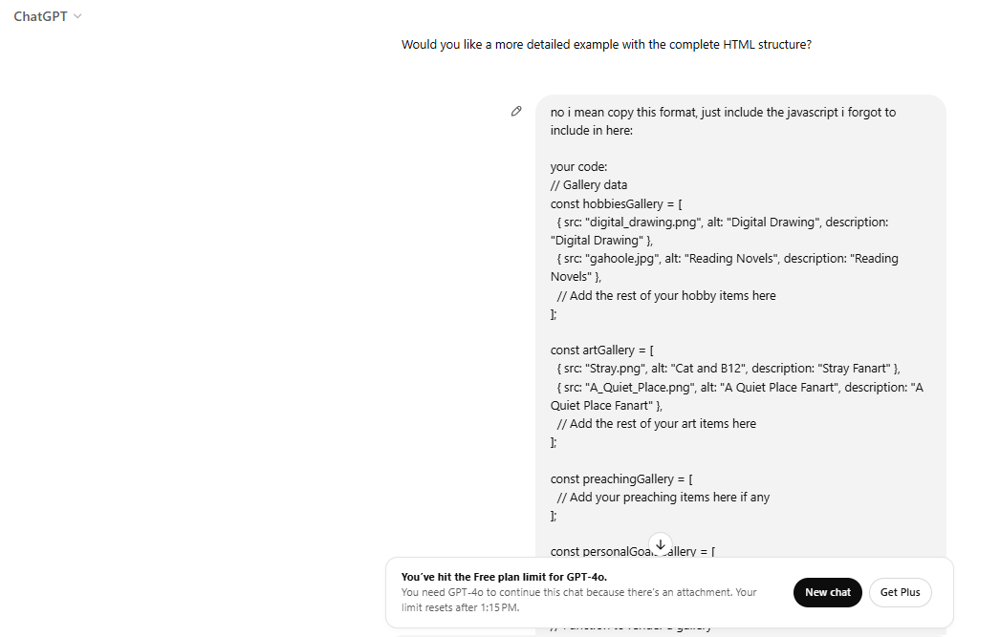 ChatGPT
Would you like a more detailed example with the complete HTML structure?
no i mean copy this format, just include the javascript i forgot to
include in here:
your code:
// Gallery data
const hobbiesGallery = [
{ src: "digital_drawing.png", alt: "Digital Drawing", description:
"Digital Drawing" },
{ src: "gahoole.jpg", alt: "Reading Novels", description: "Reading
Novels" },
// Add the rest of your hobby items here
];
const artGallery = [
{ src: "Stray.png", alt: "Cat and B12", description: "Stray Fanart" },
{ src: "A_Quiet_Place.png", alt: "A Quiet Place Fanart", description: "A
Quiet Place Fanart" },
// Add the rest of your art items here
];
const preachingGallery = [
// Add your preaching items here if any
];
const = [
You've hit the Free plan limit for GPT-4o.
You need GPT-4o to continue this chat because there's an attachment. Your
limit resets after 1:15 PM.
New chat
Get Plus